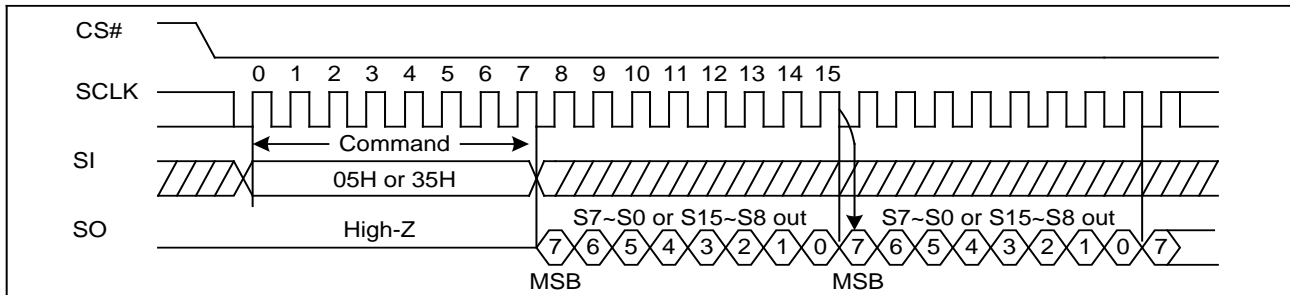 CS#
0 1 2 3 4 5 6 7 8 9 10 11 12 13 14 15
SCLK
Command
SI
05H or 35H
SO High-Z S7~S0 or S15~S8 out S7~S0 or S15~S8 out
7 6 5 4 3 2 1 0 7 6 5 4 3 2 1 0 7
MSB MSB